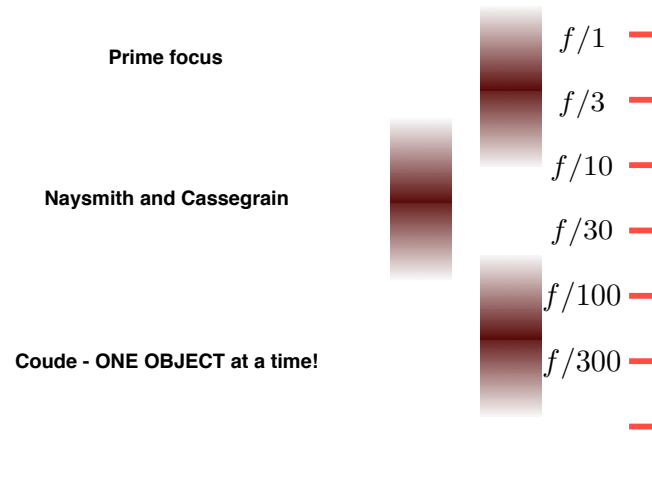 Prime focus
f/1
f/3
f/10
Naysmith and Cassegrain
f/30
f/100
Coude - ONE OBJECT at a time!
f/300